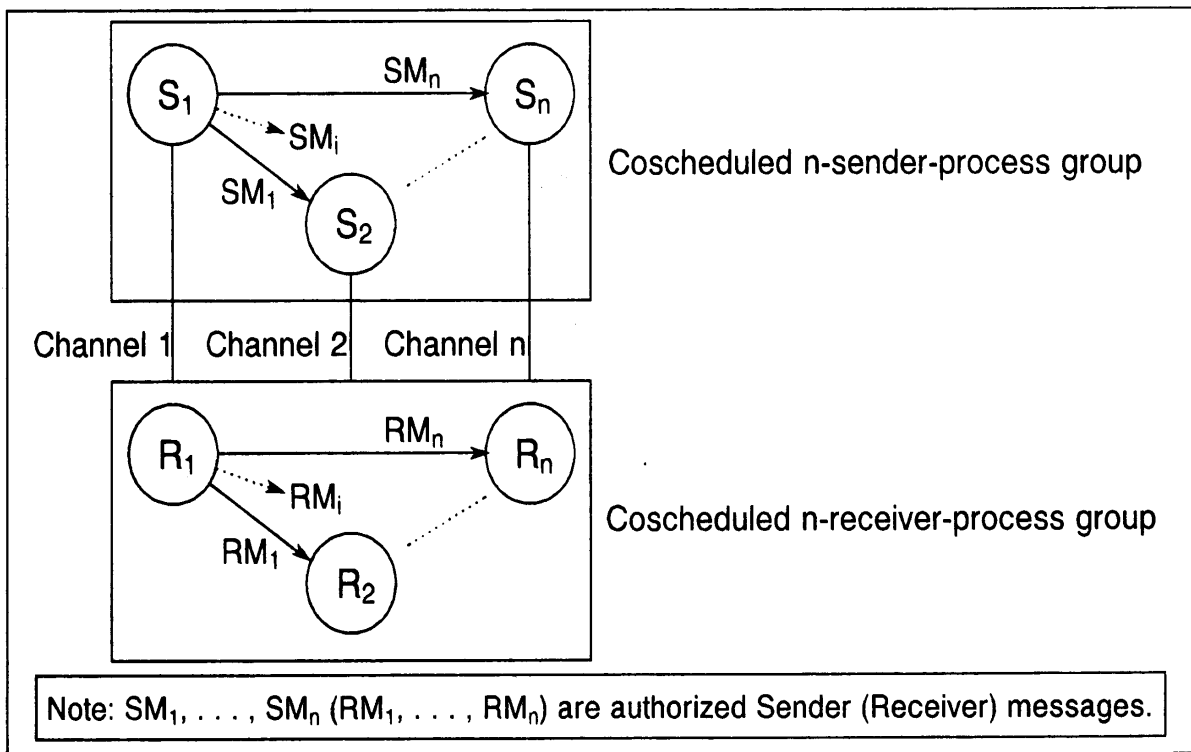 S₁
SMₙ
Sₙ
SMᵢ
SM₁
S₂
Coscheduled n-sender-process group
Channel 1
Channel 2
Channel n
R₁
RMₙ
Rₙ
RMᵢ
RM₁
R₂
Coscheduled n-receiver-process group
Note: SM₁, . . . , SMₙ (RM₁, . . . , RMₙ) are authorized Sender (Receiver) messages.